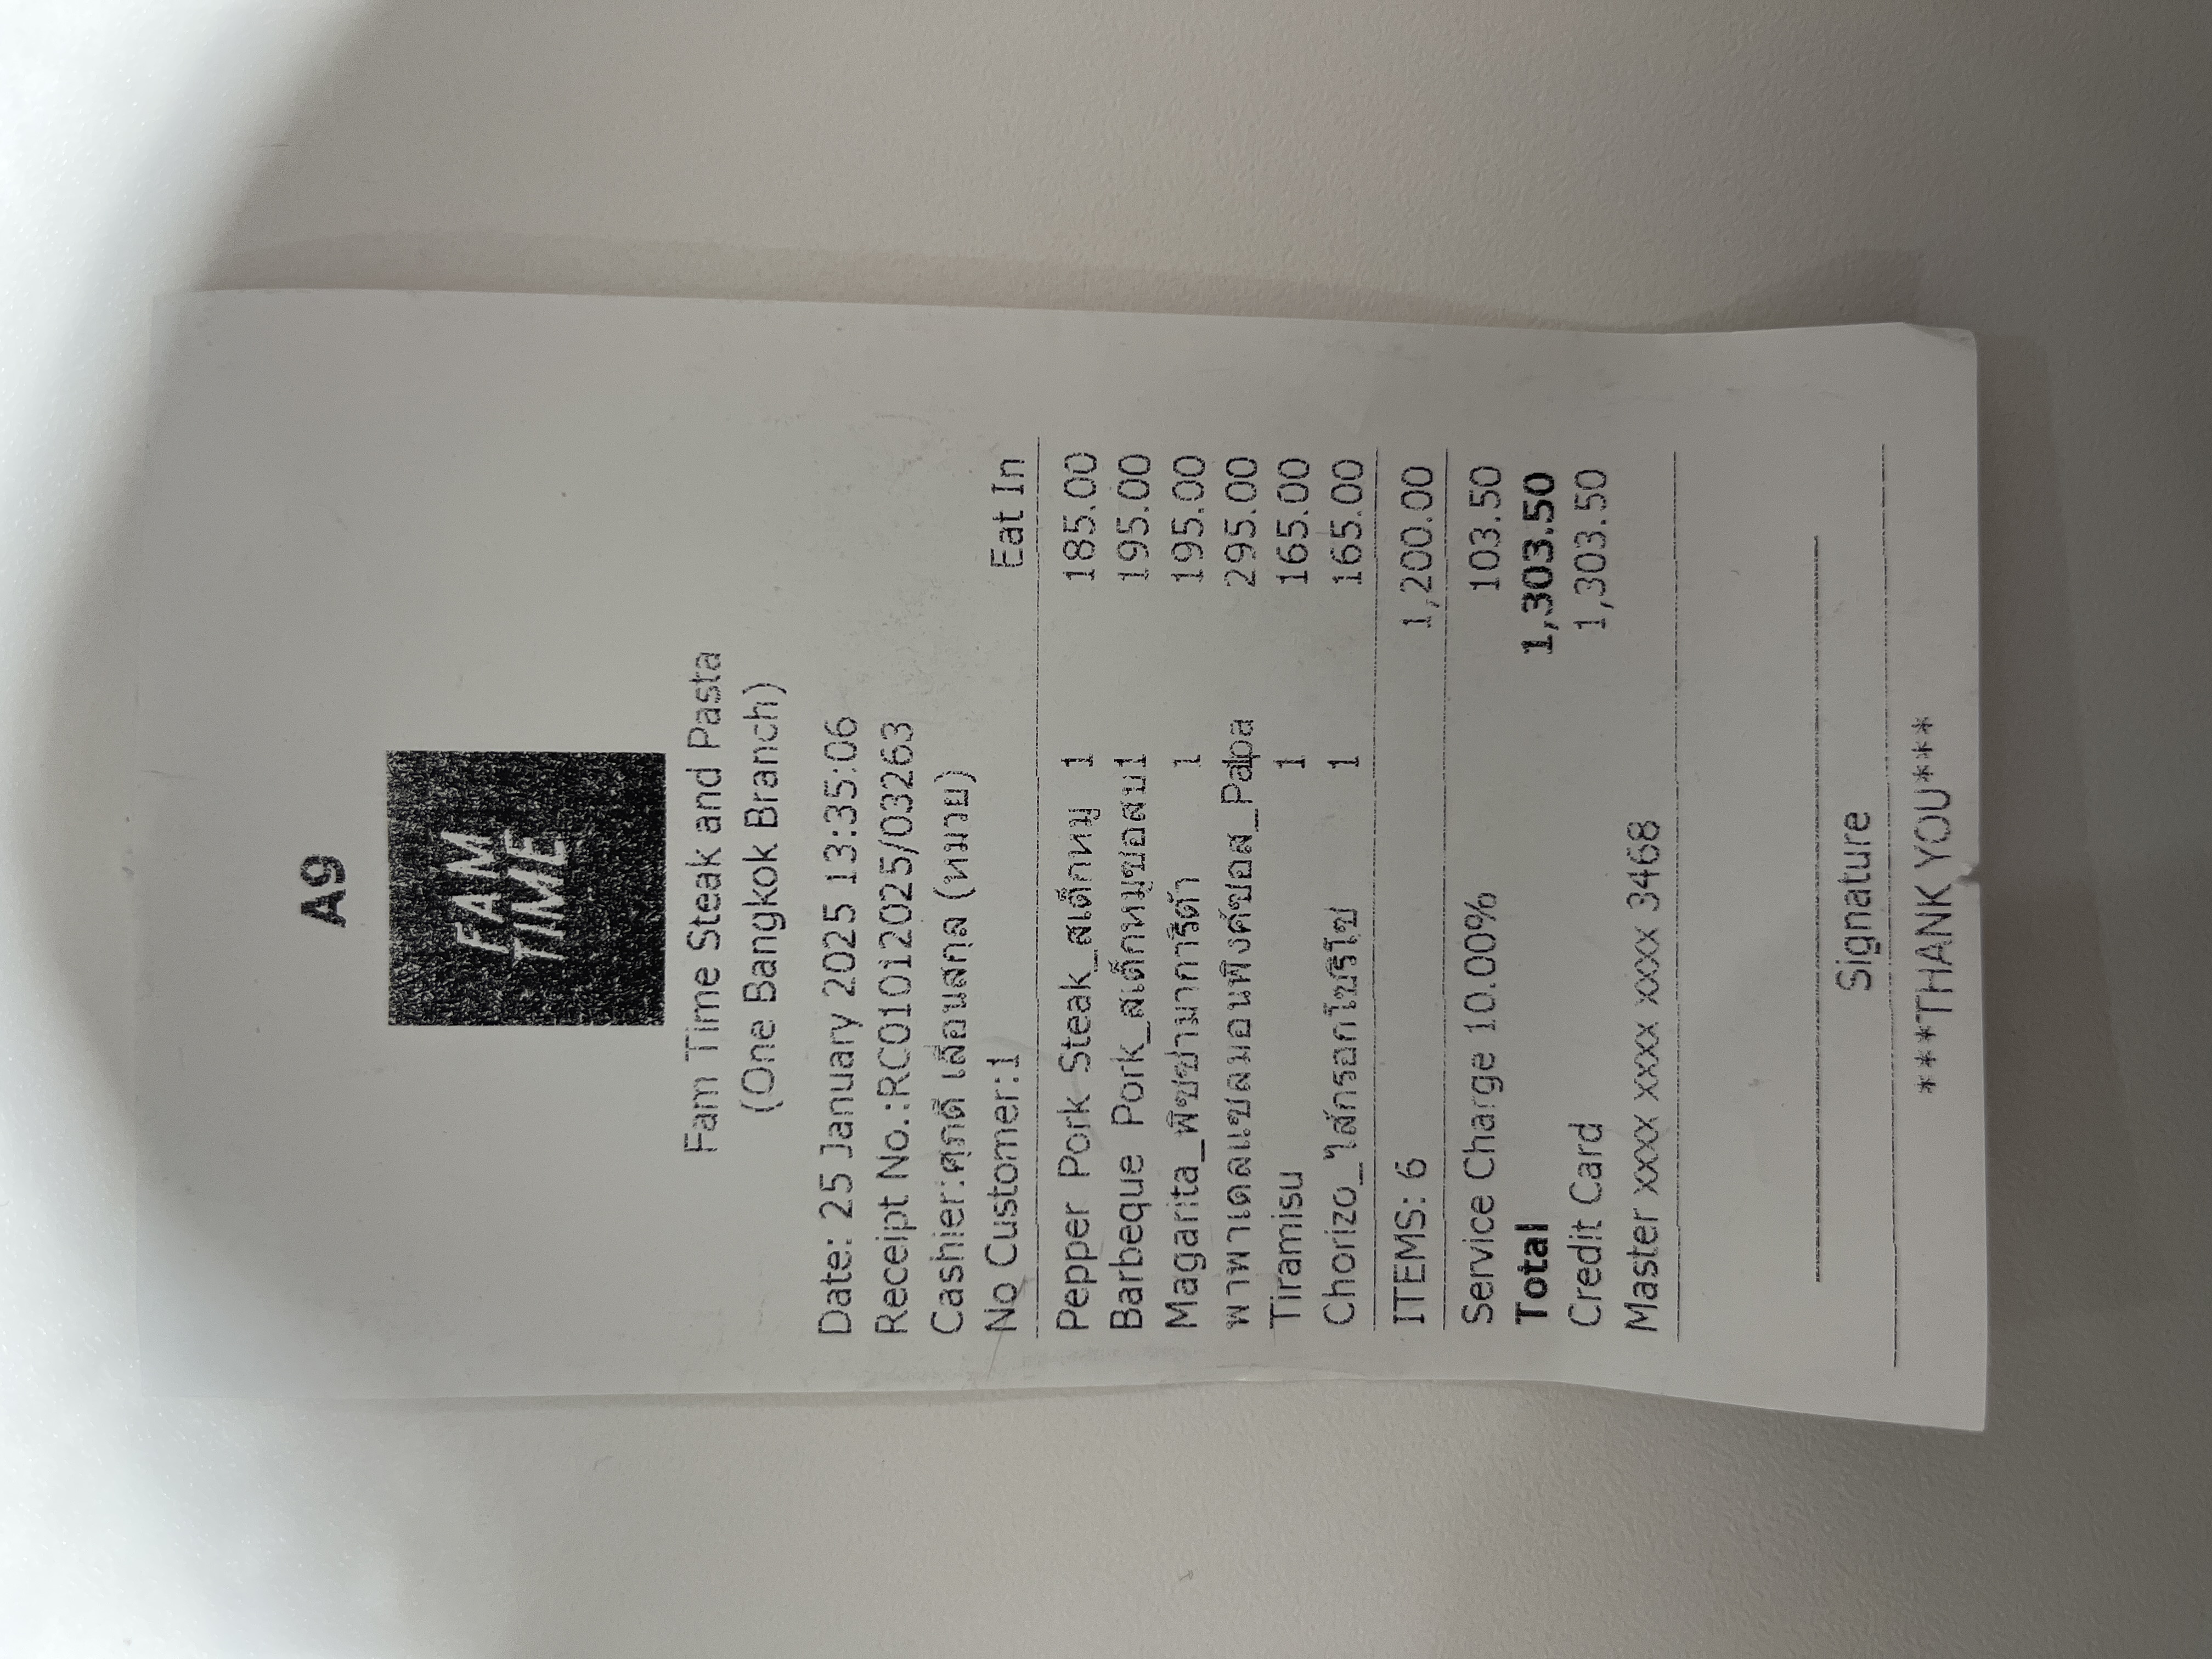 A9
FAM
TIME
Fam Time Steak and Pasta
(One Bangkok Branch)
Date: 25 January 2025 13:35:06
Receipt No.:RC01012025/03263
Cashier:ศุภดี เลื่อนสกุล (หมวย)
No Customer:1 Eat In
Pepper Pork Steak_สเต็กหมู 1 185.00
Barbeque Pork_สเต็กหมูซอสบ1 195.00
Magarita_พิซซ่ามาการิต้า 1 195.00
พาพาเดลแซลมอนพิงค์ซอส_Papa 1 295.00
Tiramisu 1 165.00
Chorizo_ไส้กรอกโชริโซ่ 1 165.00
ITEMS: 6 1,200.00
Service Charge 10.00% 103.50
Total 1,303.50
Credit Card 1,303.50
Master xxxx xxxx xxxx 3468
Signature
***THANK YOU***